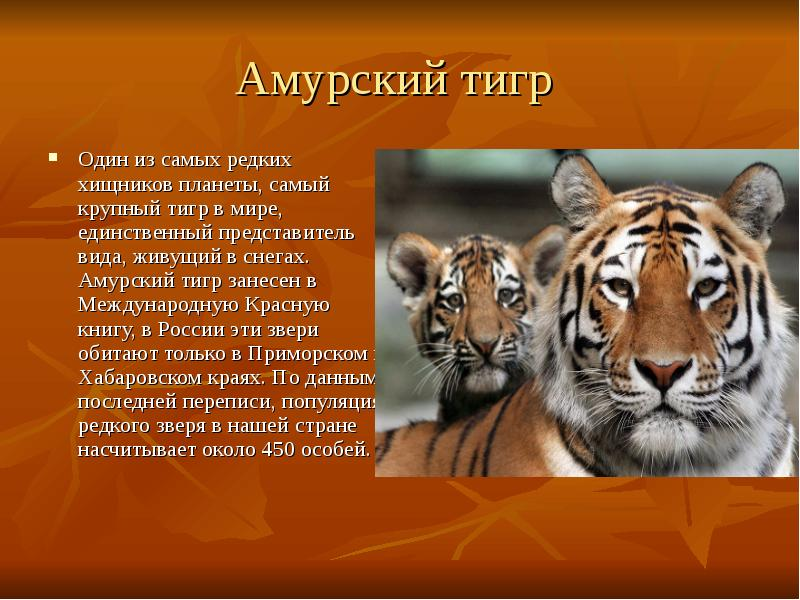 Амурский тигр
Один из самых редких
хищников планеты, самый
крупный тигр в мире,
единственный представитель
вида, живущий в снегах.
Амурский тигр занесен в
Международную Красную
книгу, в России эти звери
обитают только в Приморском
Хабаровском краях. По данным
последней переписи, популяция
редкого зверя в нашей стране
насчитывает около 450 особей.